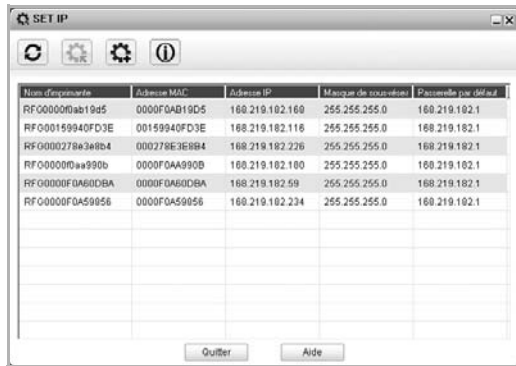 SET IP
Nom d'imprimante Adresse MAC Adresse IP Masque de sous-réseau Passerelle par défaut
RFG0000f0ab19d5 0000F0AB19D5 168.219.182.168 255.255.255.0 168.219.182.1
RFG00159940FD3E 00159940FD3E 168.219.182.116 255.255.255.0 168.219.182.1
RFG000278e3e8b4 000278E3E8B4 168.219.182.226 255.255.255.0 168.219.182.1
RFG0000f0aa990b 0000F0AA990B 168.219.182.180 255.255.255.0 168.219.182.1
RFG0000F0A60DBA 0000F0A60DBA 168.219.182.59 255.255.255.0 168.219.182.1
RFG0000F0A59856 0000F0A59856 168.219.182.234 255.255.255.0 168.219.182.1
Quitter Aide